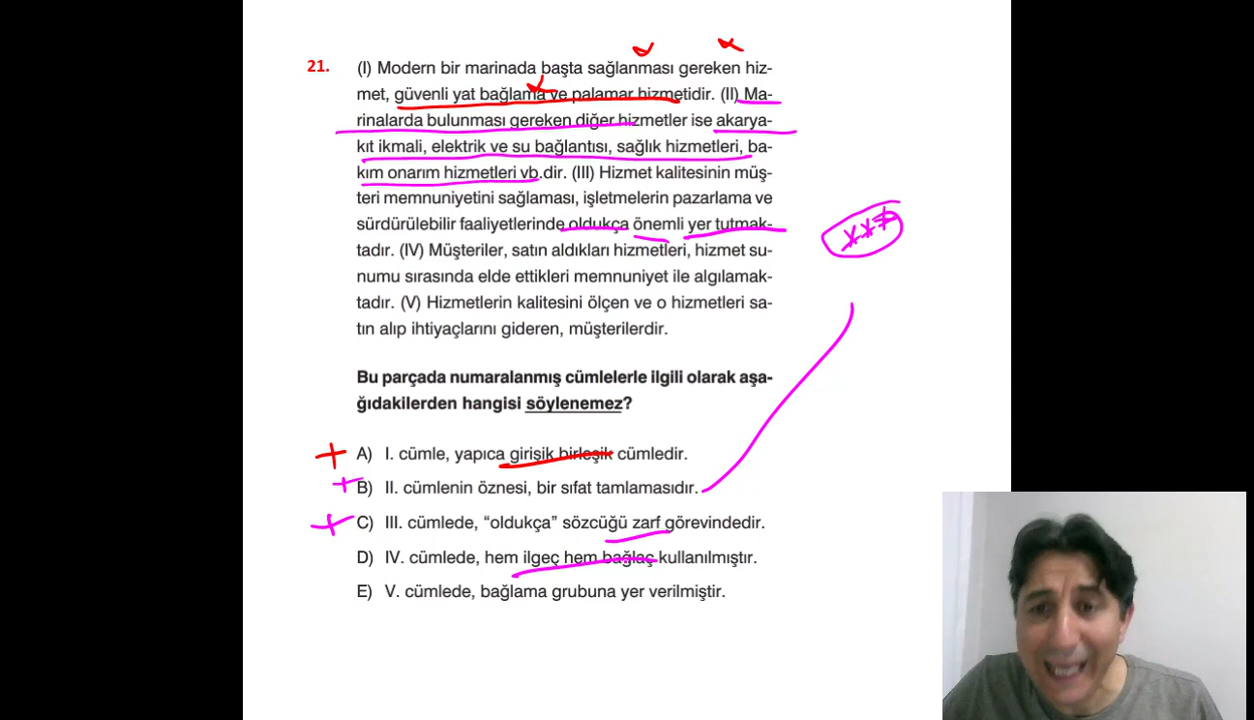 21.
(I) Modern bir marinada başta sağlanması gereken hiz-
met, güvenli yat bağlama ve palamar hizmetidir. (II) Ma-
rinalarda bulunması gereken diğer hizmetler ise akarya-
kıt ikmali, elektrik ve su bağlantısı, sağlık hizmetleri, ba-
kım onarım hizmetleri vb.dir. (III) Hizmet kalitesinin müş-
teri memnuniyetini sağlaması, işletmelerin pazarlama ve
sürdürülebilir faaliyetlerinde oldukça önemli yer tutmak-
tadır. (IV) Müşteriler, satın aldıkları hizmetleri, hizmet su-
numu sırasında elde ettikleri memnuniyet ile algılamak-
tadır. (V) Hizmetlerin kalitesini ölçen ve o hizmetleri sa-
tın alıp ihtiyaçlarını gideren, müşterilerdir.
Bu parçada numaralanmış cümlelerle ilgili olarak aşa-
ğıdakilerden hangisi söylenemez?
A) I. cümle, yapıca girişik birleşik cümledir.
B) II. cümlenin öznesi, bir sıfat tamlamasıdır.
C) III. cümlede, “oldukça” sözcüğü zarf görevindedir.
D) IV. cümlede, hem ilgeç hem bağlaç kullanılmıştır.
E) V. cümlede, bağlama grubuna yer verilmiştir.